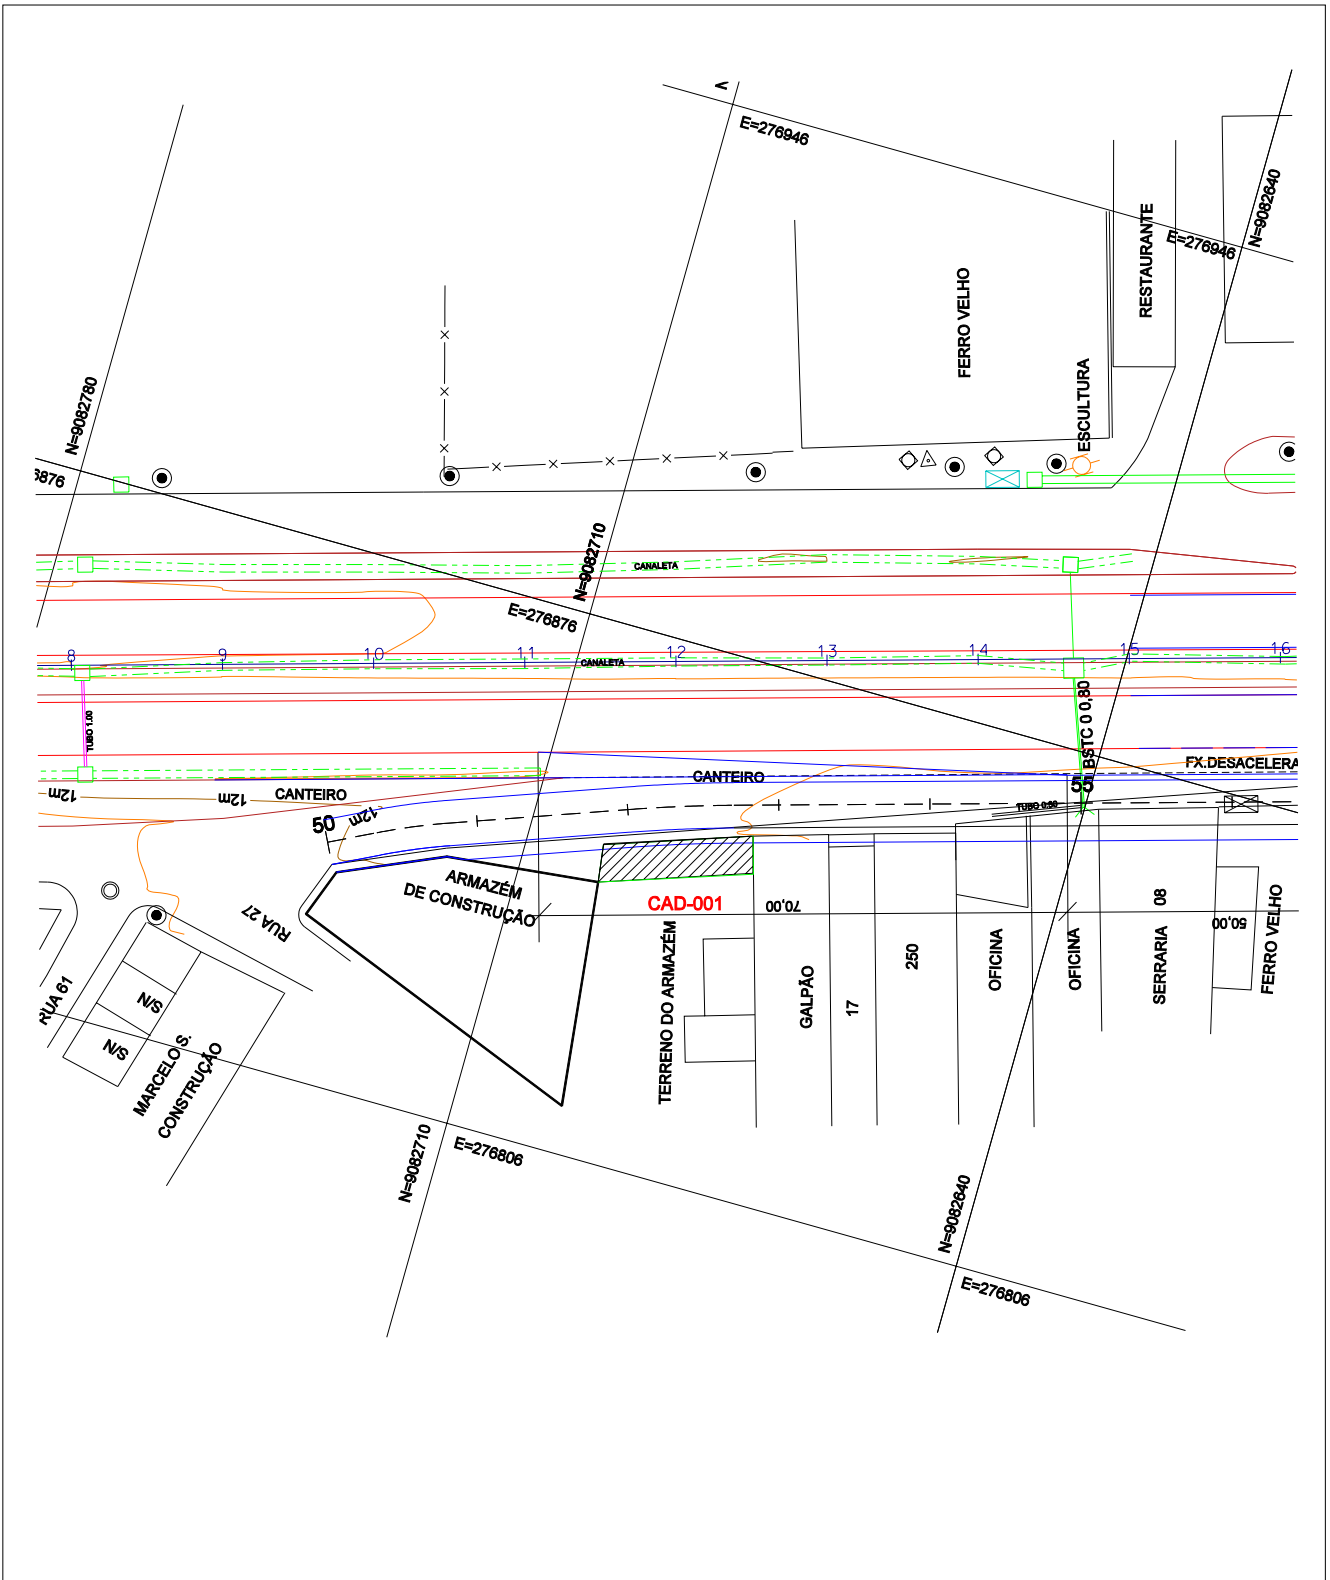 E=276946
N=9082640
E=276946
RESTAURANTE
FERRO VELHO
ESCULTURA
N=9082780
6876
N=9082710
CANALETA
E=276876
8
9
10
11
12
13
14
15
16
CANALETA
TUBO 1.00
BSTC 0 0,80
FX.DESACELERA
CANTEIRO
12m
12m
CANTEIRO
12m
50
55
TUBO 0.80
ARMAZÉM
DE CONSTRUÇÃO
CAD-001
70,00
50,00
RUA 27
RUA 61
S/N
S/N
MARCELO S.
CONSTRUÇÃO
TERRENO DO ARMAZÉM
GALPÃO
17
250
OFICINA
OFICINA
SERRARIA
08
FERRO VELHO
N=9082710
E=276806
N=9082640
E=276806